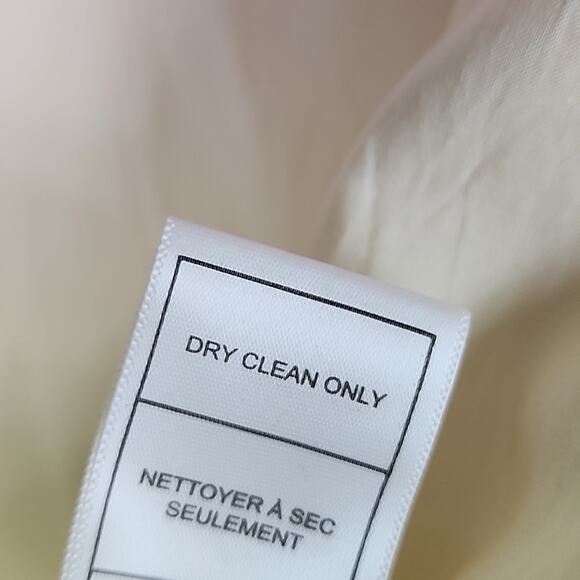 DRY CLEAN ONLY
NETTOYER À SEC
SEULEMENT